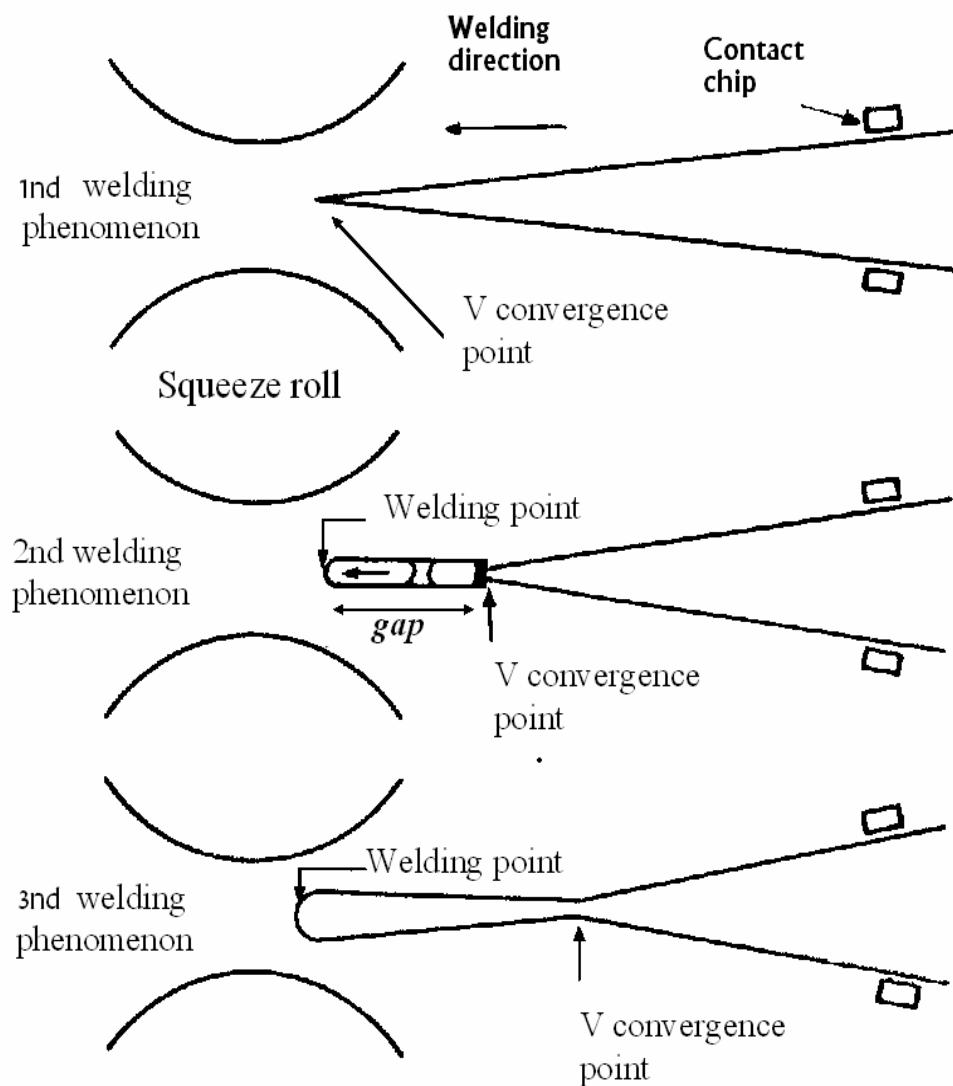 Welding
direction
Contact
chip
1nd welding
phenomenon
V convergence
point
Squeeze roll
Welding point
2nd welding
phenomenon
gap
V convergence
point
Welding point
3nd welding
phenomenon
V convergence
point